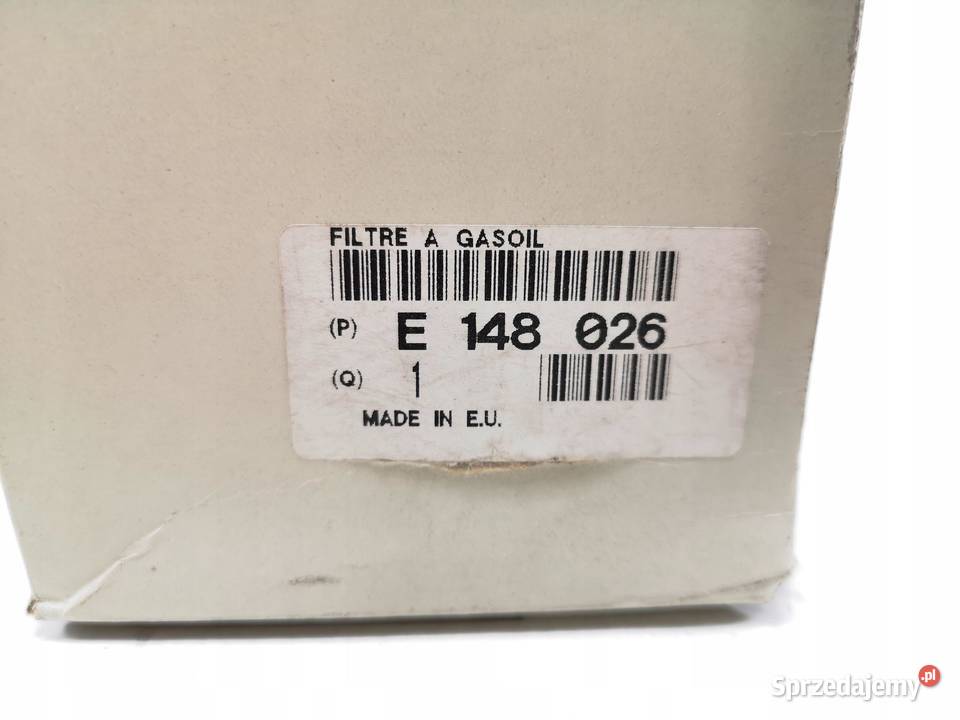 FILTRE A GASOIL
(P) E 148 026
(Q) 1
MADE IN E.U.
Sprzedajemy.pl